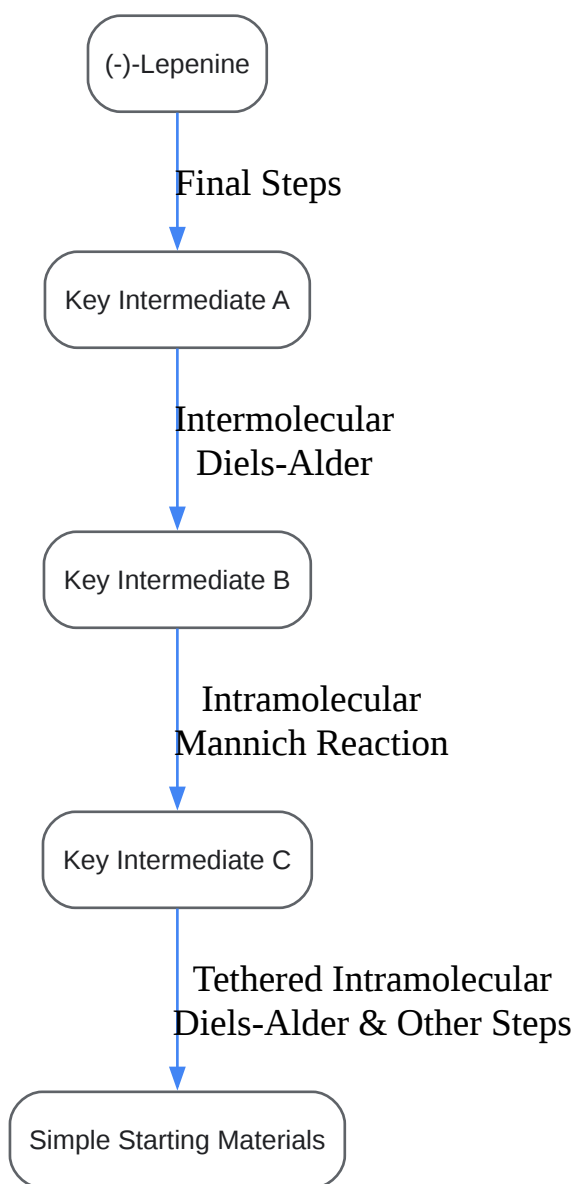 (-)-Lepenine
Final Steps
Key Intermediate A
Intermolecular
Diels-Alder
Key Intermediate B
Intramolecular
Mannich Reaction
Key Intermediate C
Tethered Intramolecular
Diels-Alder & Other Steps
Simple Starting Materials